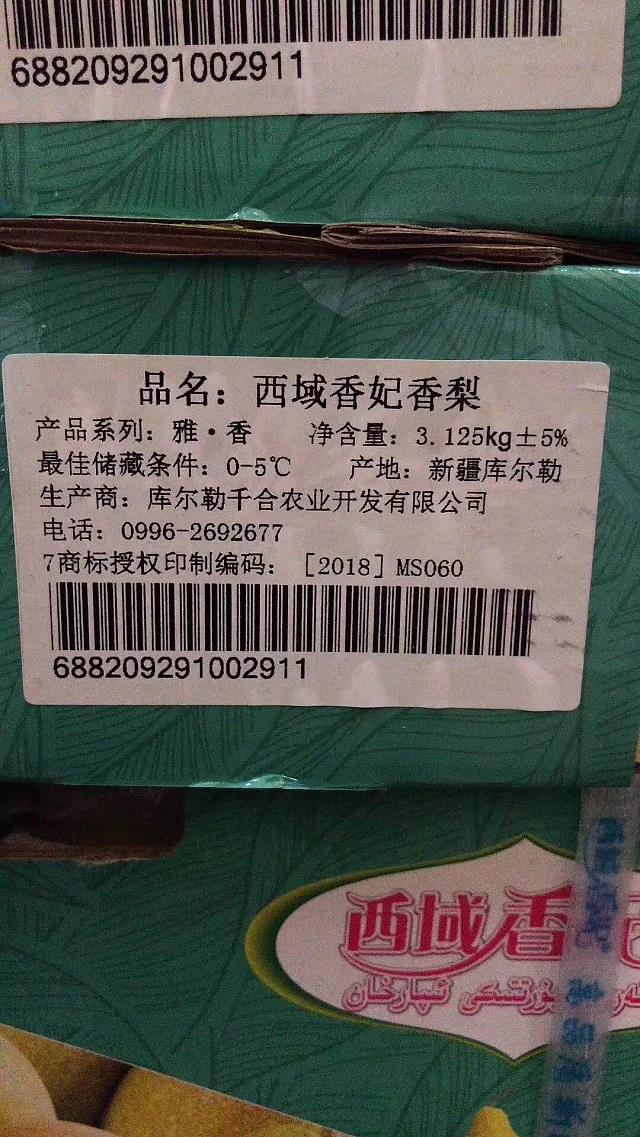 688209291002911
品名：西域香妃香梨
产品系列：雅·香 净含量：3.125kg±5%
最佳储藏条件：0-5℃ 产地：新疆库尔勒
生产商：库尔勒千合农业开发有限公司
电话：0996-2692677
7商标授权印制编码：［2018］MS060
688209291002911
西域香